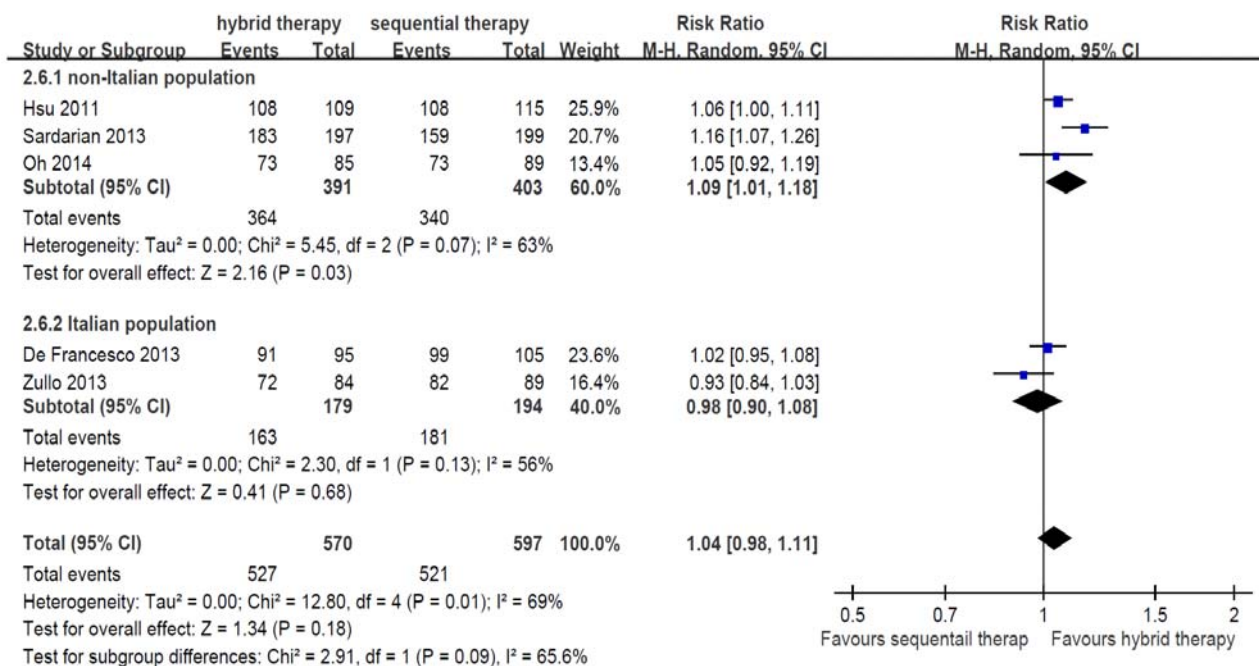 hybrid therapy sequential therapy Risk Ratio Risk Ratio
Study or Subgroup Events Total Events Total Weight M-H, Random, 95% CI M-H, Random, 95% CI
2.6.1 non-Italian population
Hsu 2011 108 109 108 115 25.9% 1.06 [1.00, 1.11]
Sardarian 2013 183 197 159 199 20.7% 1.16 [1.07, 1.26]
Oh 2014 73 85 73 89 13.4% 1.05 [0.92, 1.19]
Subtotal (95% CI) 391 403 60.0% 1.09 [1.01, 1.18]
Total events 364 340
Heterogeneity: Tau² = 0.00; Chi² = 5.45, df = 2 (P = 0.07); I² = 63%
Test for overall effect: Z = 2.16 (P = 0.03)
2.6.2 Italian population
De Francesco 2013 91 95 99 105 23.6% 1.02 [0.95, 1.08]
Zullo 2013 72 84 82 89 16.4% 0.93 [0.84, 1.03]
Subtotal (95% CI) 179 194 40.0% 0.98 [0.90, 1.08]
Total events 163 181
Heterogeneity: Tau² = 0.00; Chi² = 2.30, df = 1 (P = 0.13); I² = 56%
Test for overall effect: Z = 0.41 (P = 0.68)
Total (95% CI) 570 597 100.0% 1.04 [0.98, 1.11]
Total events 527 521
Heterogeneity: Tau² = 0.00; Chi² = 12.80, df = 4 (P = 0.01); I² = 69%
Test for overall effect: Z = 1.34 (P = 0.18)
Test for subgroup differences: Chi² = 2.91, df = 1 (P = 0.09), I² = 65.6%
0.5 0.7 1 1.5 2
Favours sequentail therap Favours hybrid therapy